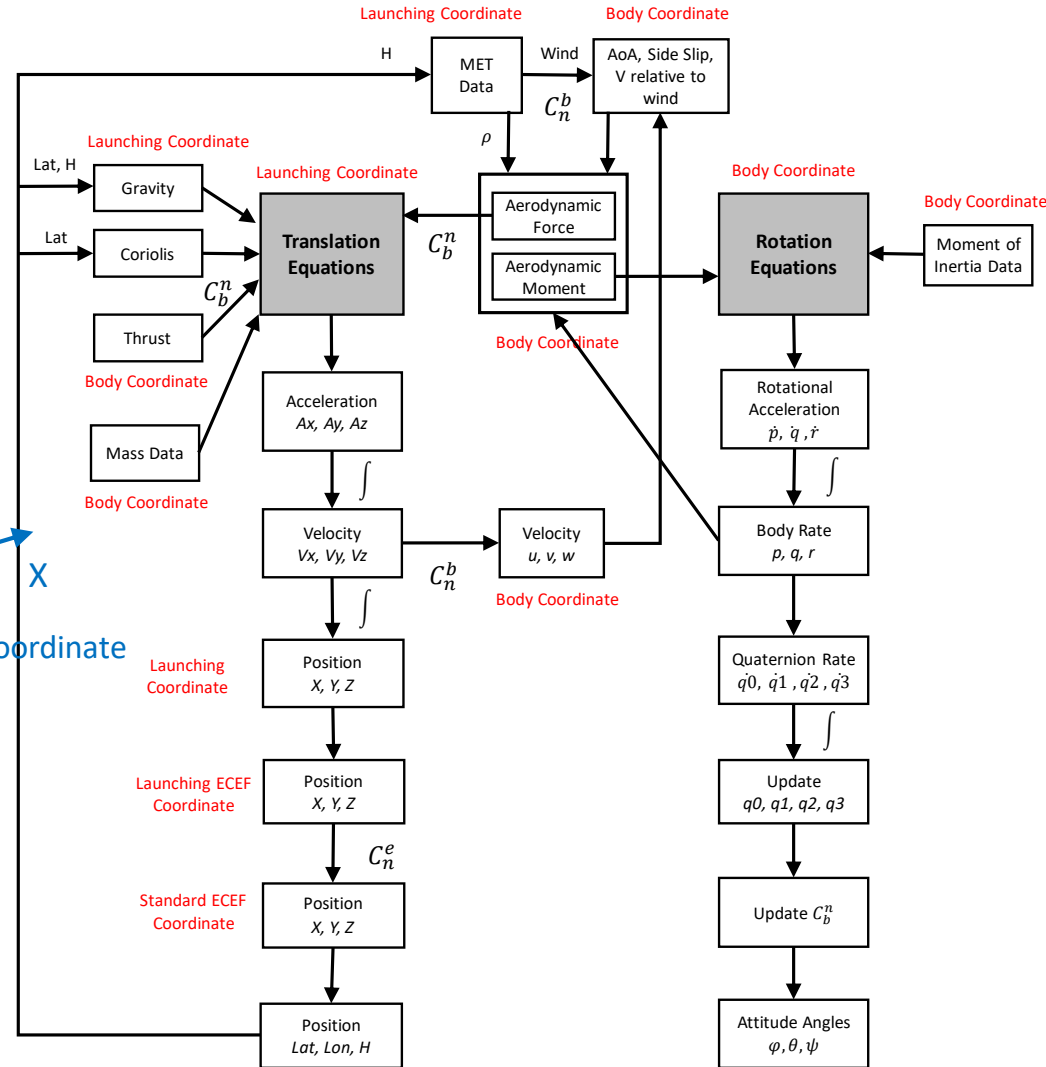 Launching Coordinate
Body Coordinate
H
MET
Data
Wind
AoA, Side Slip,
V relative to
wind
C_n^b
ρ
Launching Coordinate
Lat, H
Gravity
Launching Coordinate
Body Coordinate
Body Coordinate
Translation
Equations
Aerodynamic
Force
C_b^n
Aerodynamic
Moment
Rotation
Equations
Moment of
Inertia Data
Lat
Coriolis
C_b^n
Thrust
Body Coordinate
Body Coordinate
Mass Data
Body Coordinate
Acceleration
Ax, Ay, Az
∫
Rotational
Acceleration
ṗ, q̇ ,ṙ
∫
Velocity
Vx, Vy, Vz
C_n^b
Velocity
u, v, w
Body Coordinate
Body Rate
p, q, r
X
oordinate
∫
Launching
Coordinate
Position
X, Y, Z
Quaternion Rate
q̇0, q̇1 , q̇2 , q̇3
∫
Launching ECEF
Coordinate
Position
X, Y, Z
Update
q0, q1, q2, q3
C_n^e
Standard ECEF
Coordinate
Position
X, Y, Z
Update C_b^n
Position
Lat, Lon, H
Attitude Angles
φ, θ, ψ